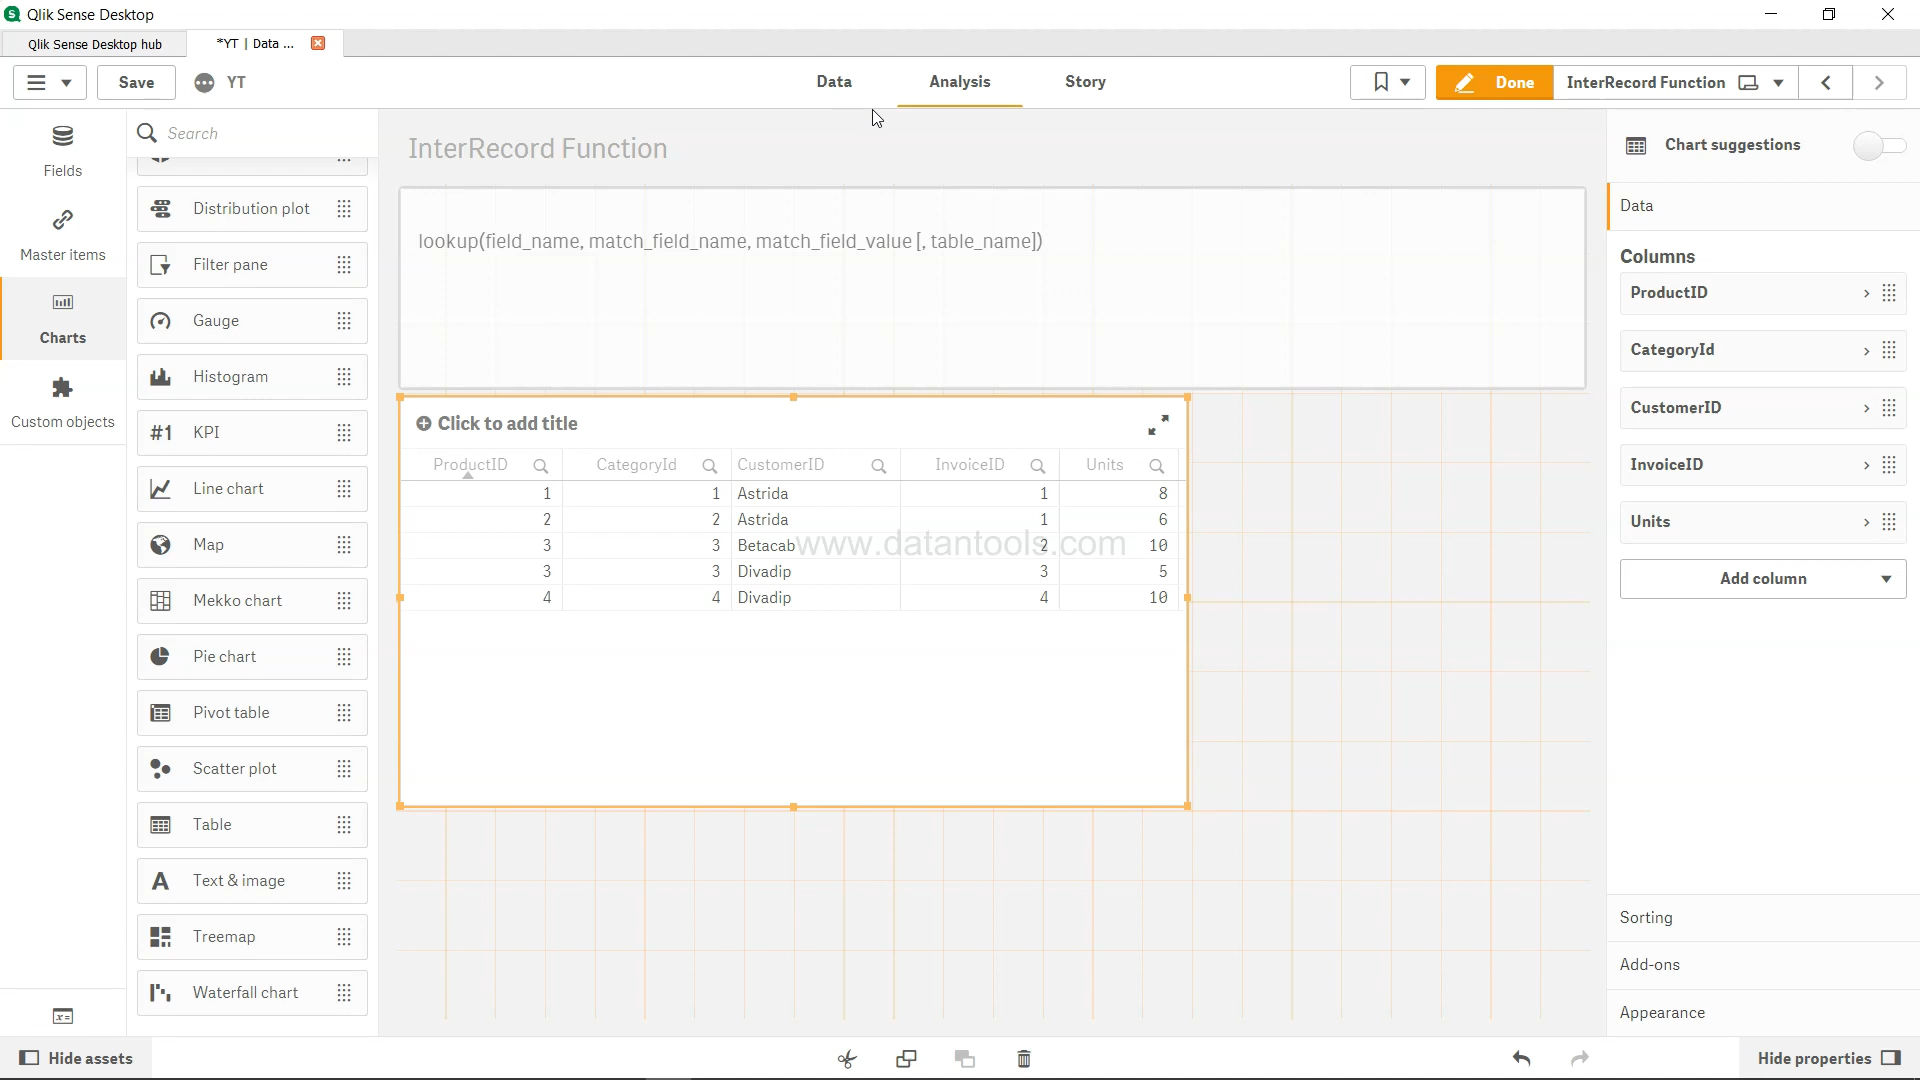 Qlik Sense Desktop
Qlik Sense Desktop hub
*YT | Data ...
Save
YT
Data
Analysis
Story
Done
InterRecord Function
Fields
Master items
Charts
Custom objects
Search
Distribution plot
Filter pane
Gauge
Histogram
#1 KPI
Line chart
Map
Mekko chart
Pie chart
Pivot table
Scatter plot
Table
A Text & image
Treemap
Waterfall chart
InterRecord Function
lookup(field_name, match_field_name, match_field_value [, table_name])
Click to add title
ProductID CategoryId CustomerID InvoiceID Units
1 1 Astrida 1 8
2 2 Astrida 1 6
3 3 Betacab 2 10
3 3 Divadip 3 5
4 4 Divadip 4 10
www.datantools.com
Chart suggestions
Data
Columns
ProductID
CategoryId
CustomerID
InvoiceID
Units
Add column
Sorting
Add-ons
Appearance
Hide assets
Hide properties